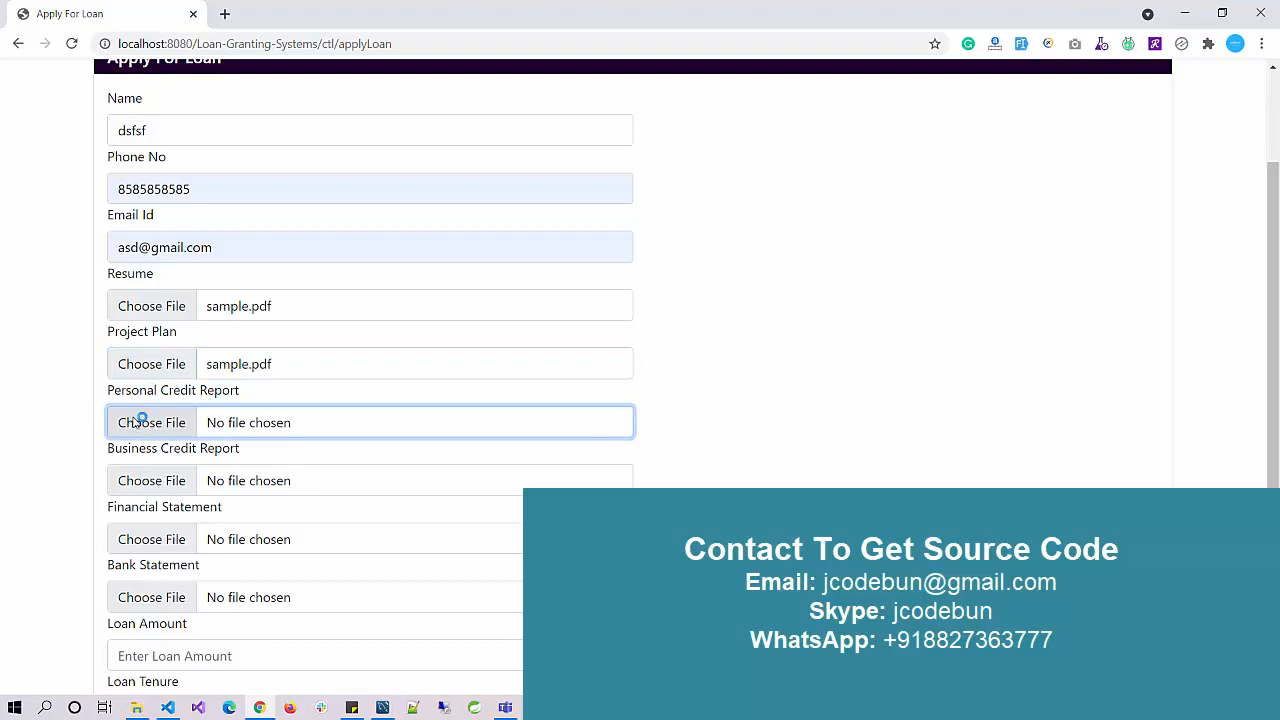 Apply For Loan
localhost:8080/Loan-Granting-Systems/ctl/applyLoan
Apply For Loan
Name
dsfsf
Phone No
8585858585
Email Id
asd@gmail.com
Resume
Choose File sample.pdf
Project Plan
Choose File sample.pdf
Personal Credit Report
Choose File No file chosen
Business Credit Report
Choose File No file chosen
Financial Statement
Choose File No file chosen
Bank Statement
Choose File No file chosen
Loan Amount
Enter Loan Amount
Loan Tenure
Contact To Get Source Code
Email: jcodebun@gmail.com
Skype: jcodebun
WhatsApp: +918827363777